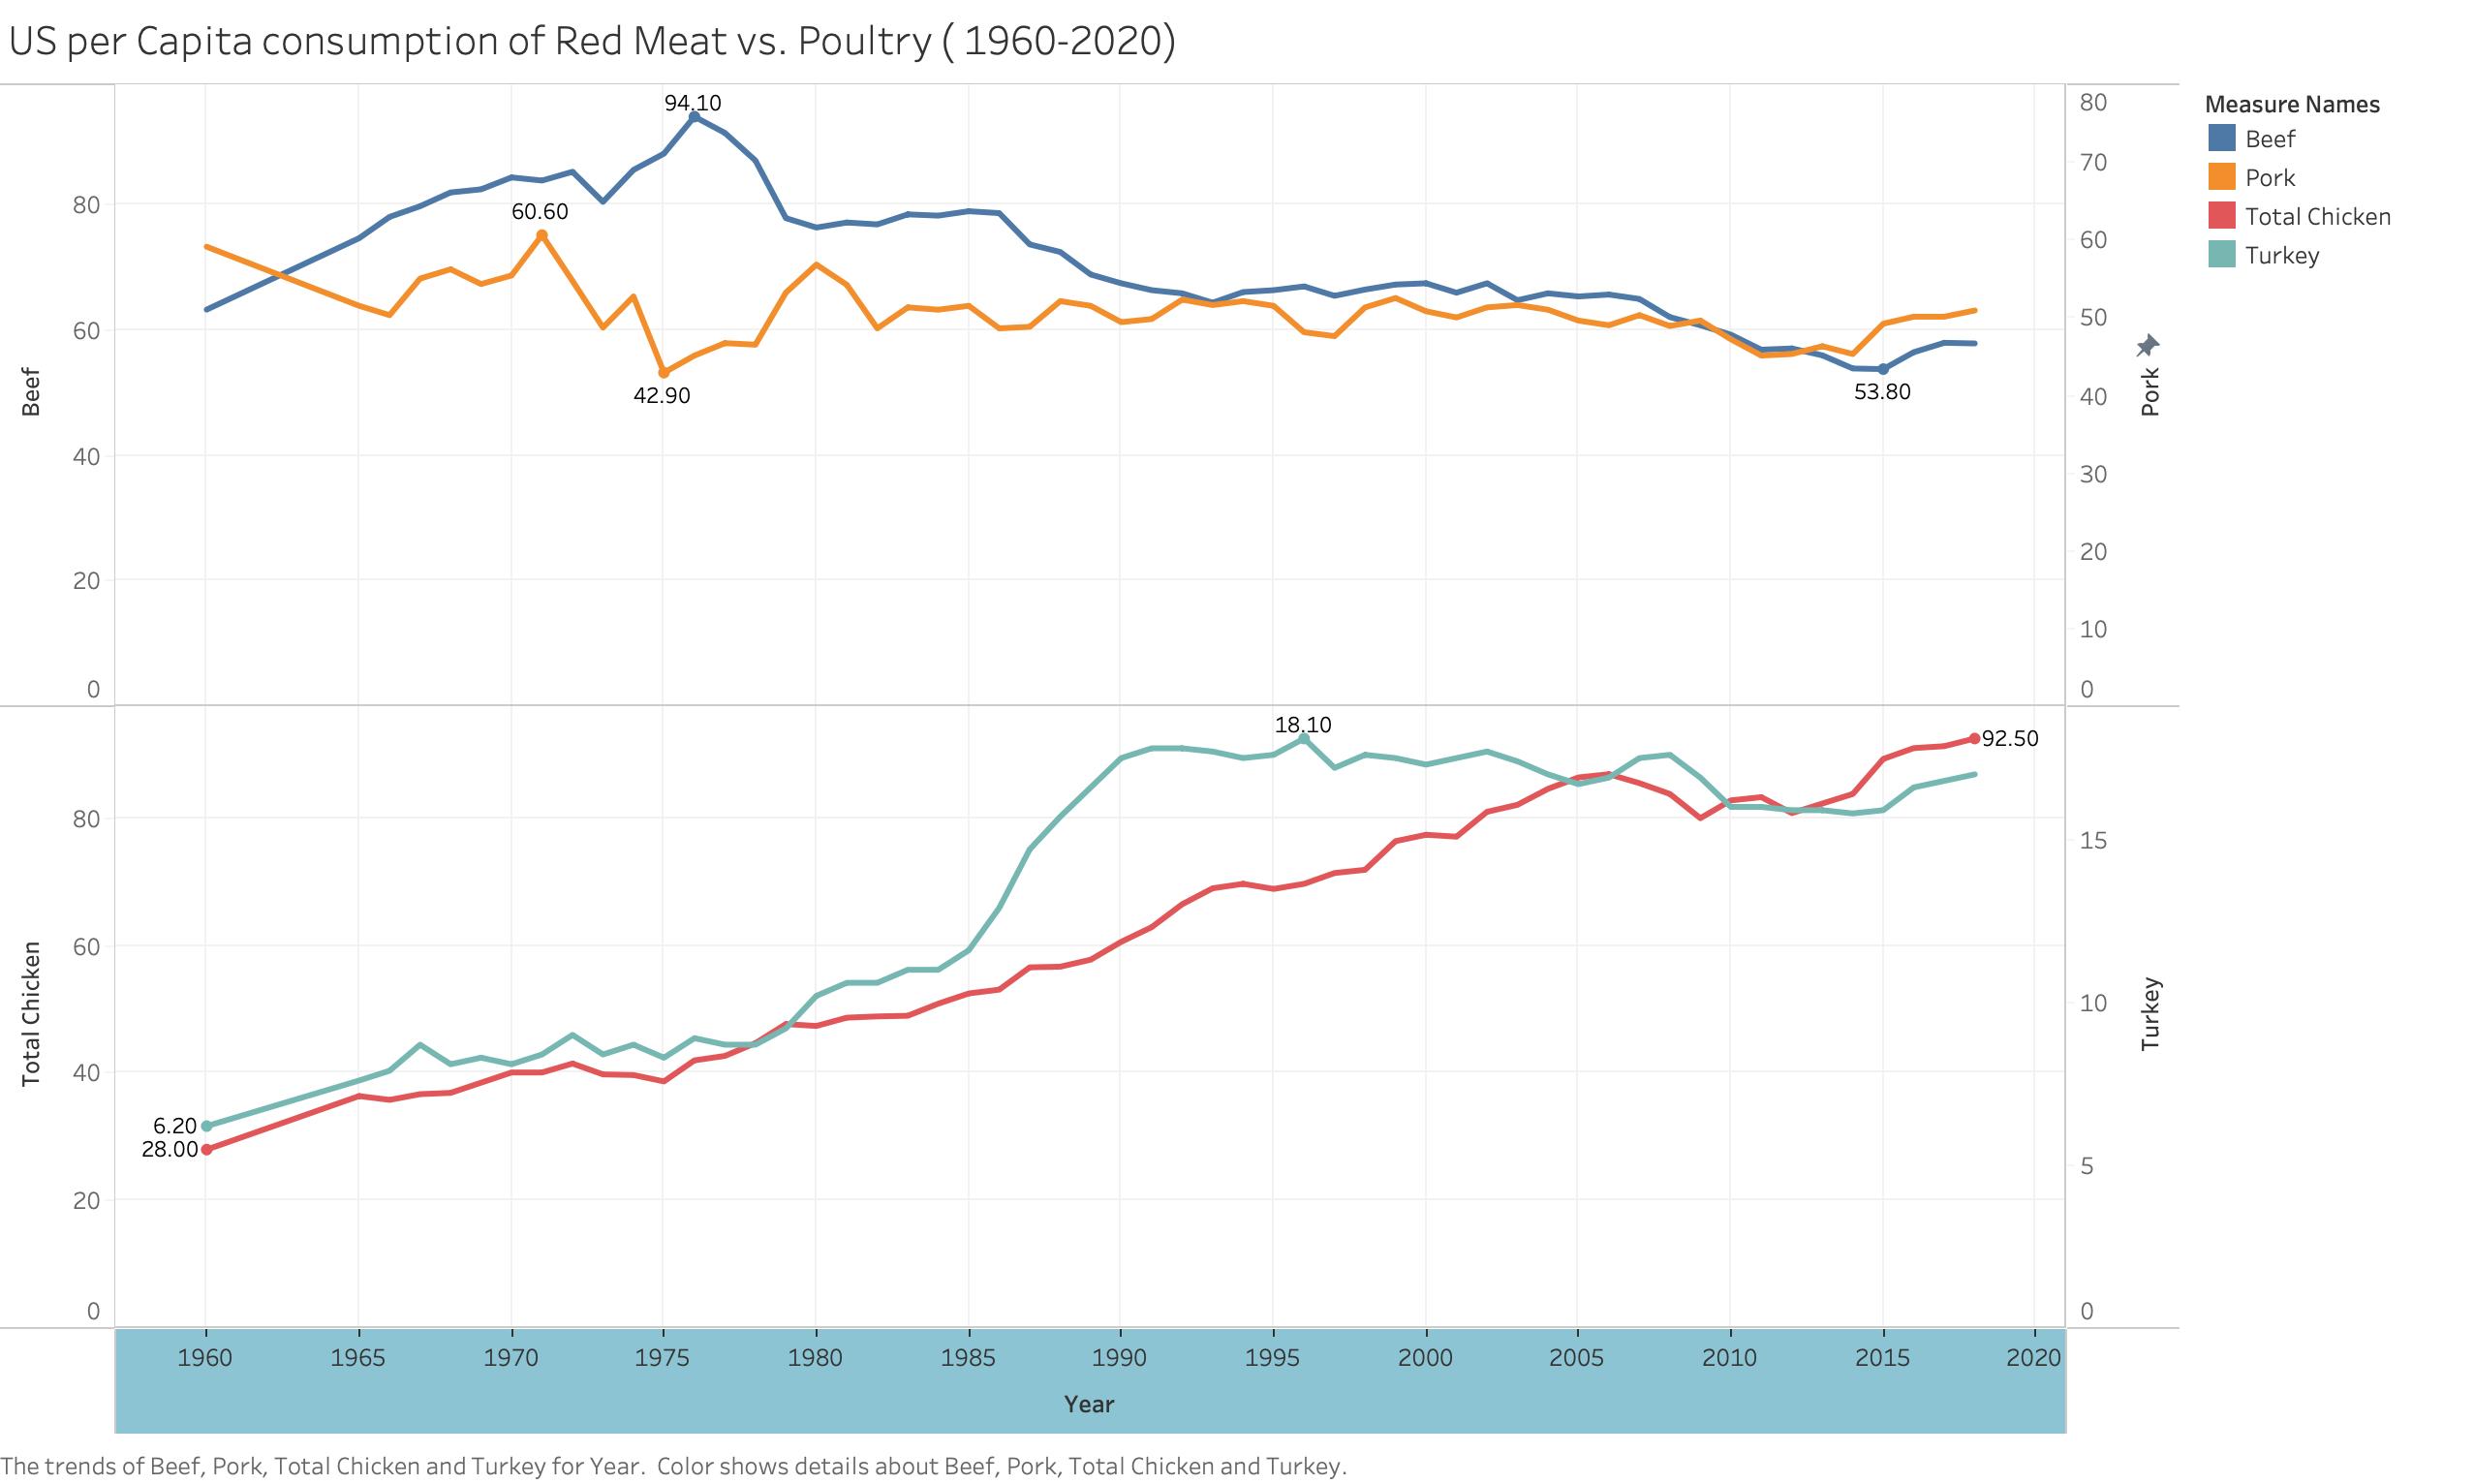 US per Capita consumption of Red Meat vs. Poultry ( 1960-2020)
Measure Names
Beef
Pork
Total Chicken
Turkey
Beef
80
60
40
20
0
94.10
60.60
42.90
53.80
80
70
60
50
40
30
20
10
0
Pork
Total Chicken
80
60
40
20
0
18.10
92.50
6.20
28.00
15
10
5
0
Turkey
1960 1965 1970 1975 1980 1985 1990 1995 2000 2005 2010 2015 2020
Year
The trends of Beef, Pork, Total Chicken and Turkey for Year. Color shows details about Beef, Pork, Total Chicken and Turkey.